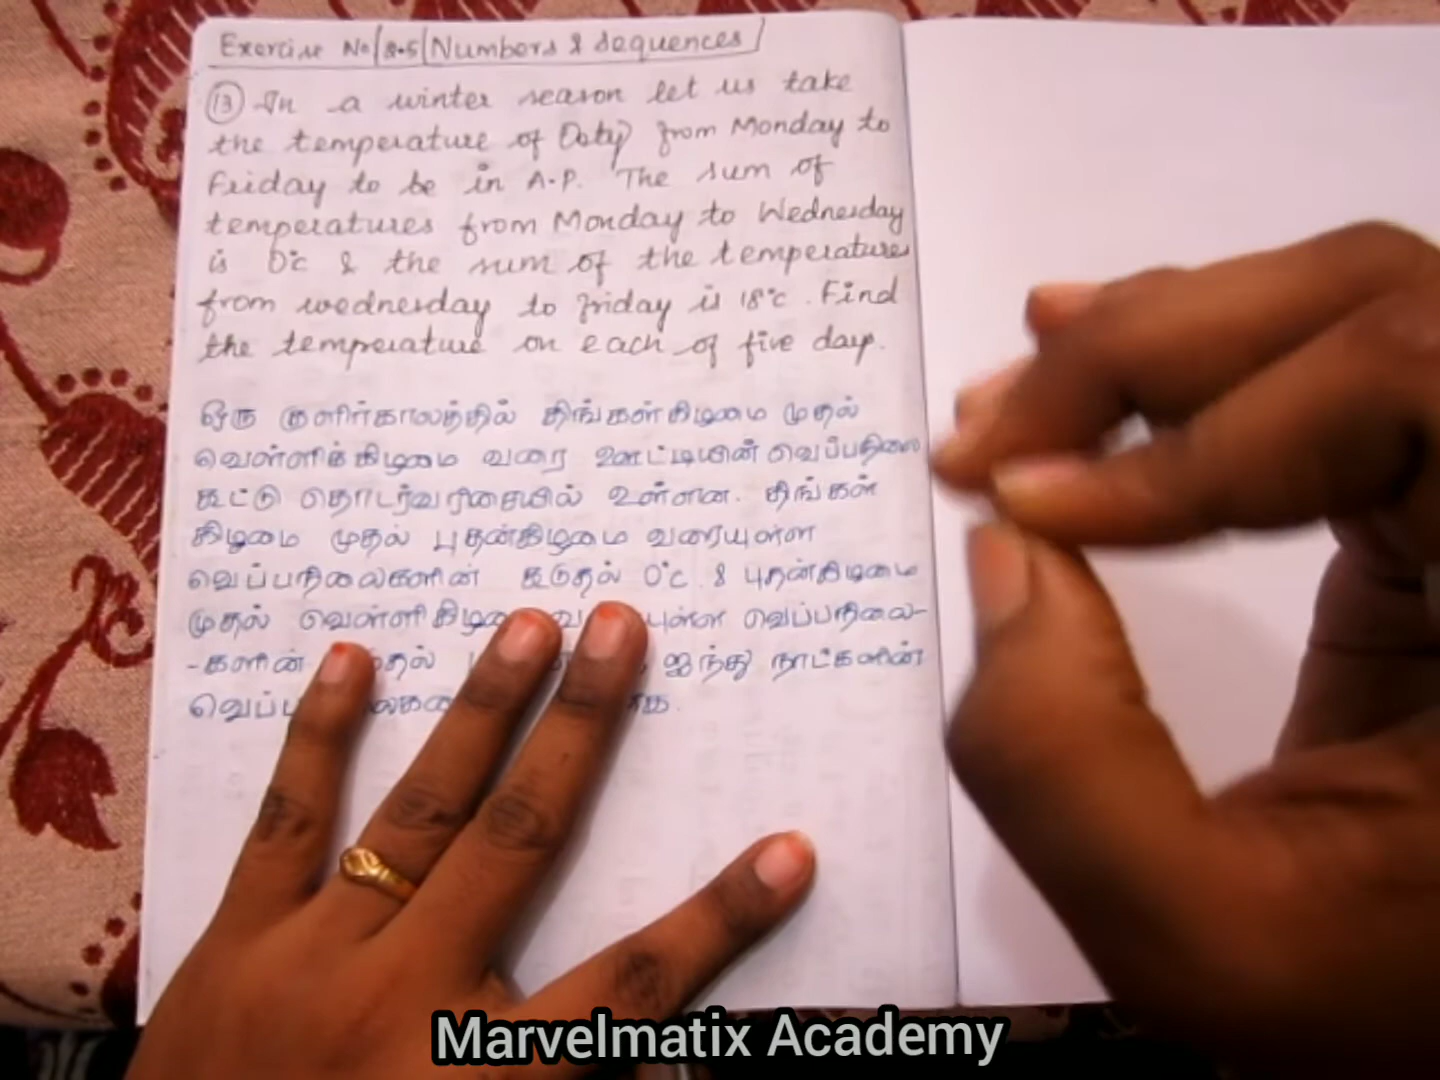 Exercise No|2.5|Numbers & Sequences
(13) In a winter season let us take
the temperature of Ooty from Monday to
Friday to be in A.P. The sum of
temperatures from Monday to Wednesday
is 0°c & the sum of the temperatures
from wednesday to Friday is 18°c. Find
the temperature on each of five days.
ஒரு குளிர்காலத்தில் திங்கள்கிழமை முதல்
வெள்ளிக்கிழமை வரை ஊட்டியின் வெப்பநிலை
கூட்டு தொடர்வரிசையில் உள்ளன. திங்கள்
கிழமை முதல் புதன்கிழமை வரையுள்ள
வெப்பநிலைகளின் கூடுதல் 0°c & புதன்கிழமை
முதல் வெள்ளிகிழமை வரையுள்ள வெப்பநிலை-
-களின் ஐந்து நாட்களின்
Marvelmatix Academy